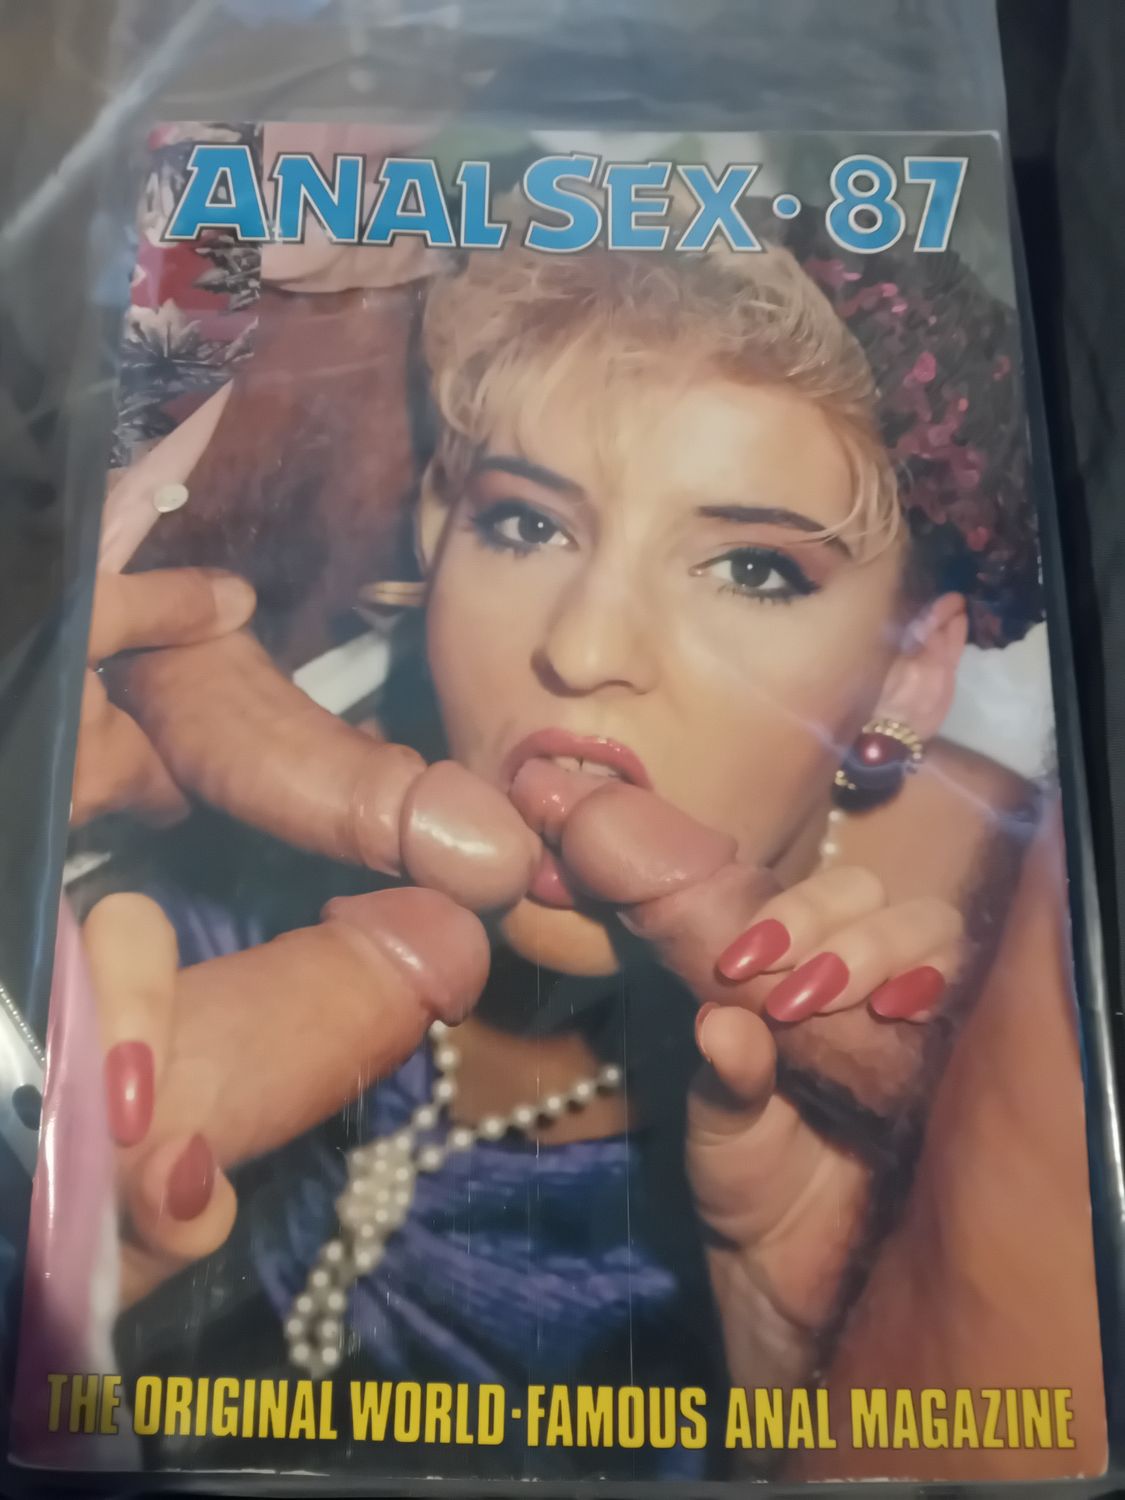 ANAL SEX · 87
THE ORIGINAL WORLD-FAMOUS ANAL MAGAZINE